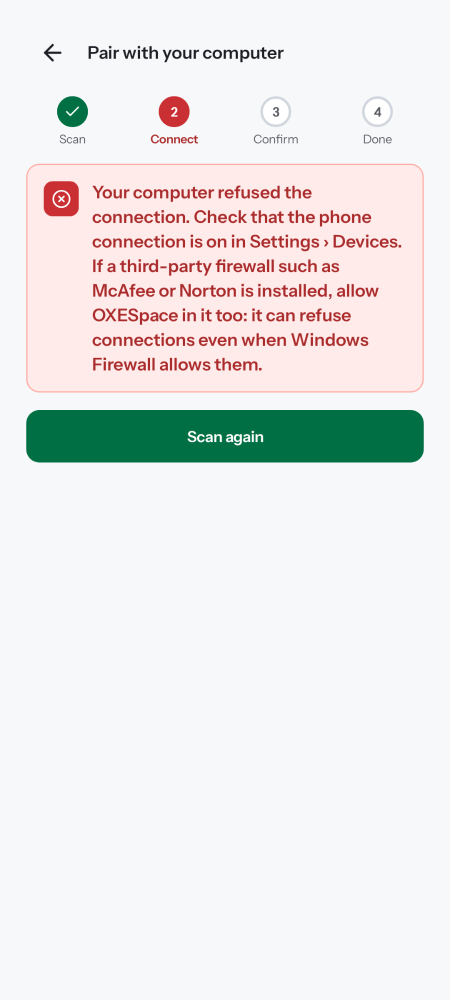 Pair with your computer
2
3
4
Scan
Connect
Confirm
Done
Your computer refused the
connection. Check that the phone
connection is on in Settings › Devices.
If a third-party firewall such as
McAfee or Norton is installed, allow
OXESpace in it too: it can refuse
connections even when Windows
Firewall allows them.
Scan again